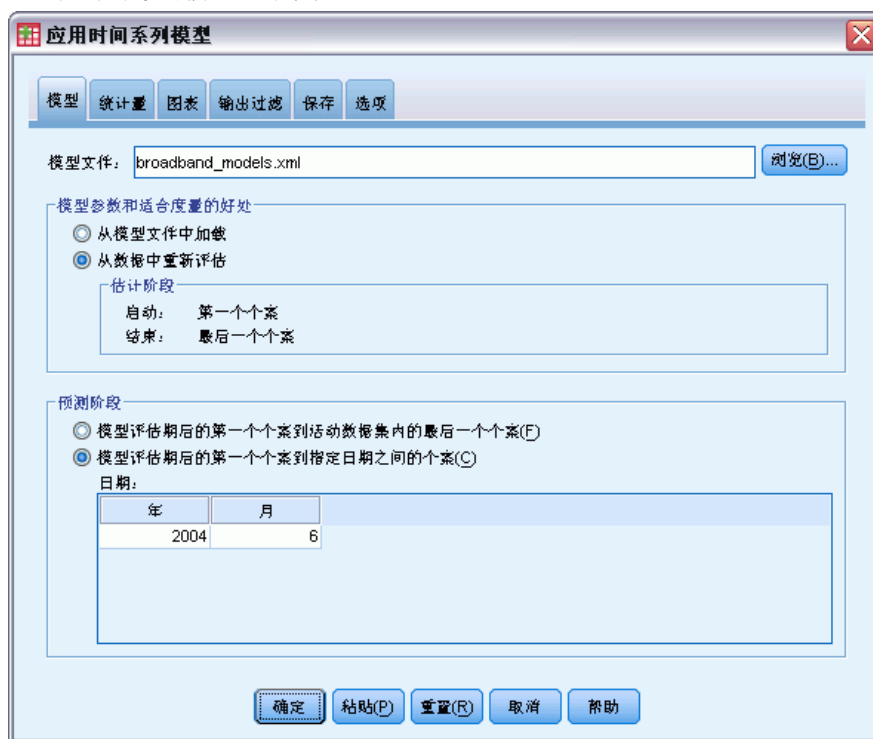 应用时间序列模型
模型 统计量 图表 输出过滤 保存 选项
模型文件： broadband_models.xml 浏览(B)...
模型参数和适合度量的好处
从模型文件中加载
从数据中重新评估
估计阶段
启动： 第一个个案
结束： 最后一个个案
预测阶段
模型评估期后的第一个个案到活动数据集内的最后一个个案(F)
模型评估期后的第一个个案到指定日期之间的个案(C)
日期：
年 月
2004 6
确定 粘贴(P) 重置(R) 取消 帮助